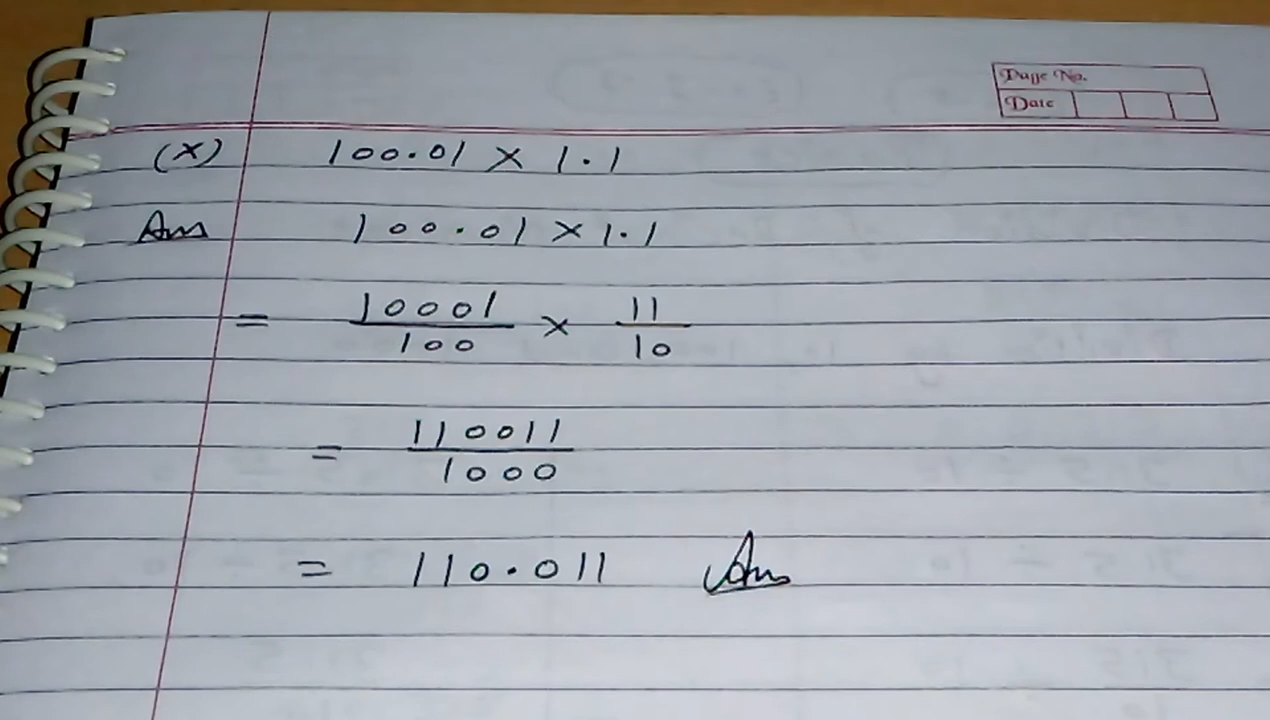 Page No.
Date
(x) 100.01 × 1.1
Ans 100.01 × 1.1
= 10001/100 × 11/10
= 110011/1000
= 110.011 Ans